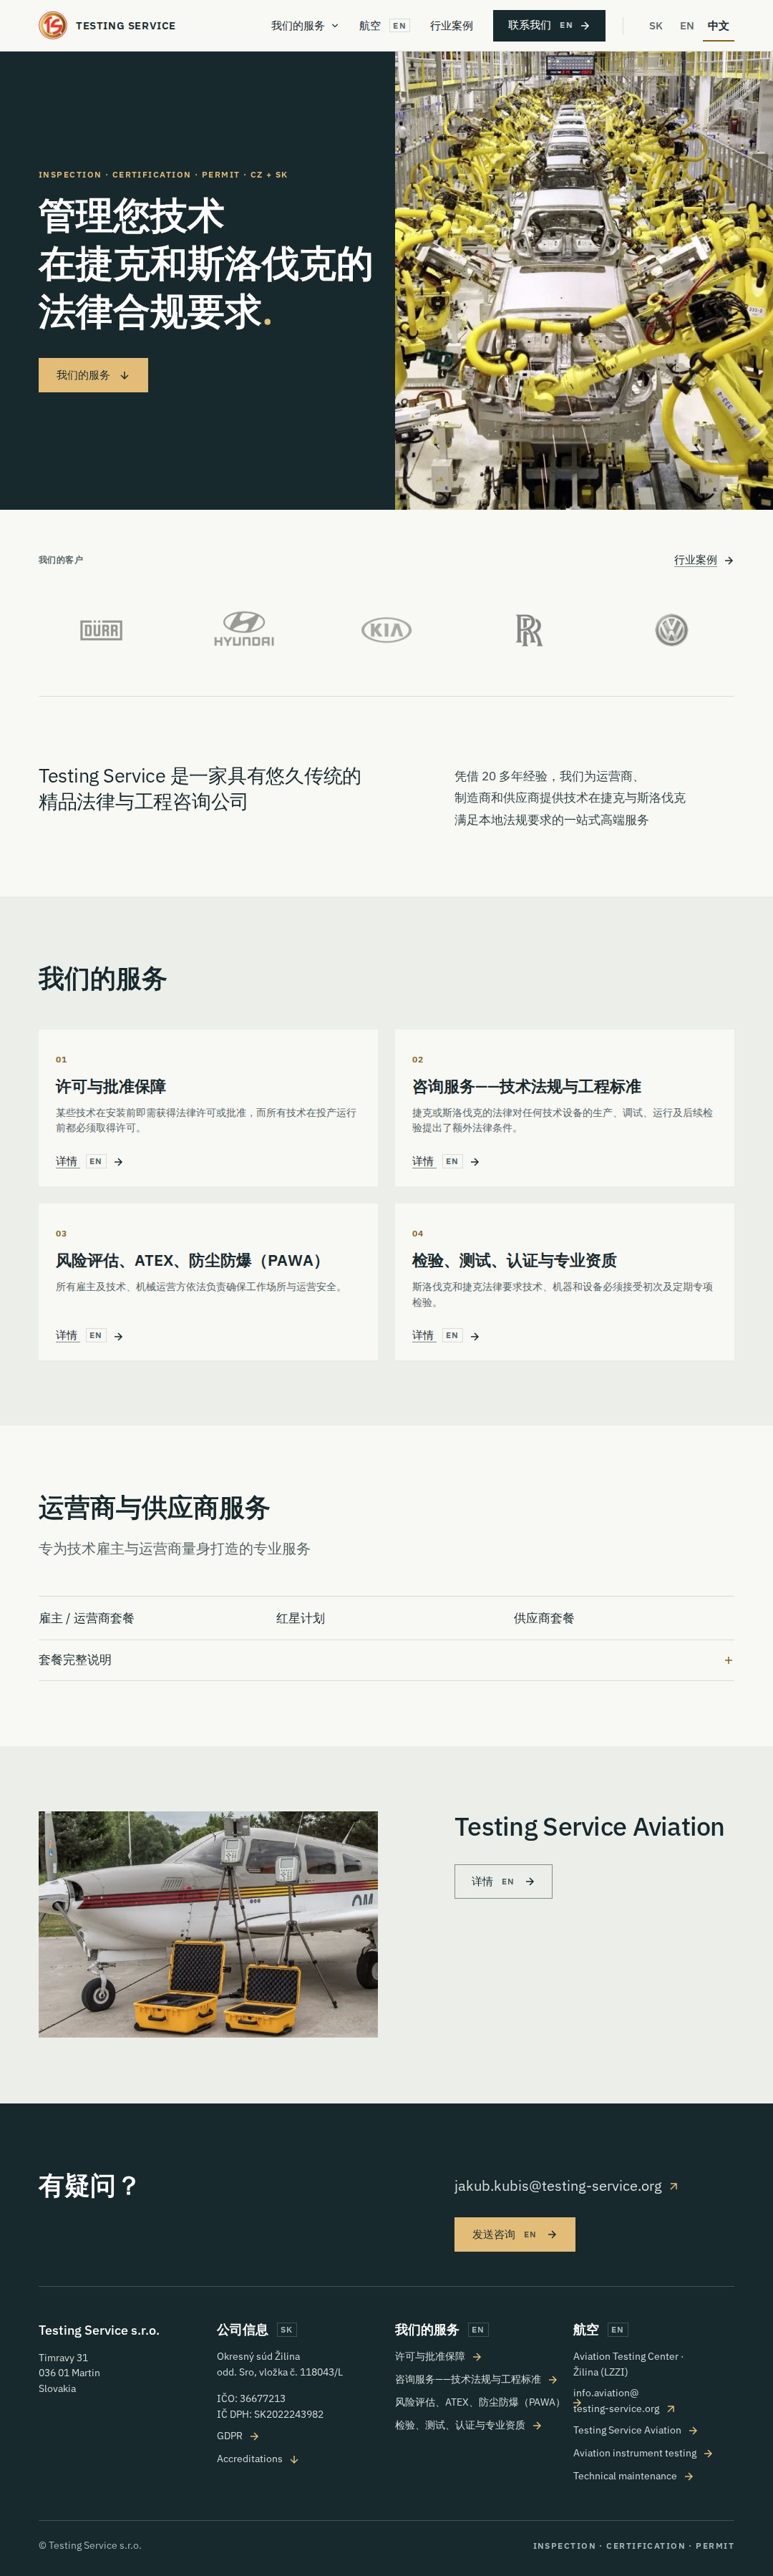 TESTING SERVICE
我们的服务
航空 EN
行业案例
联系我们 EN
SK
EN
中文
INSPECTION · CERTIFICATION · PERMIT · CZ + SK
管理您技术
在捷克和斯洛伐克的
法律合规要求.
我们的服务
我们的客户
行业案例
DÜRR
HYUNDAI
KIA
RR
VW
Testing Service 是一家具有悠久传统的
精品法律与工程咨询公司
凭借 20 多年经验，我们为运营商、
制造商和供应商提供技术在捷克与斯洛伐克
满足本地法规要求的一站式高端服务
我们的服务
01
许可与批准保障
某些技术在安装前即需获得法律许可或批准，而所有技术在投产运行
前都必须取得许可。
详情 EN
02
咨询服务——技术法规与工程标准
捷克或斯洛伐克的法律对任何技术设备的生产、调试、运行及后续检
验提出了额外法律条件。
详情 EN
03
风险评估、ATEX、防尘防爆（PAWA）
所有雇主及技术、机械运营方依法负责确保工作场所与运营安全。
详情 EN
04
检验、测试、认证与专业资质
斯洛伐克和捷克法律要求技术、机器和设备必须接受初次及定期专项
检验。
详情 EN
运营商与供应商服务
专为技术雇主与运营商量身打造的专业服务
雇主 / 运营商套餐
红星计划
供应商套餐
套餐完整说明
+
Testing Service Aviation
详情 EN
有疑问？
jakub.kubis@testing-service.org
发送咨询 EN
Testing Service s.r.o.
Timravy 31
036 01 Martin
Slovakia
公司信息 SK
Okresný súd Žilina
odd. Sro, vložka č. 118043/L
IČO: 36677213
IČ DPH: SK2022243982
GDPR
Accreditations
我们的服务 EN
许可与批准保障
咨询服务——技术法规与工程标准
风险评估、ATEX、防尘防爆（PAWA）
检验、测试、认证与专业资质
航空 EN
Aviation Testing Center ·
Žilina (LZZI)
info.aviation@
testing-service.org
Testing Service Aviation
Aviation instrument testing
Technical maintenance
© Testing Service s.r.o.
INSPECTION · CERTIFICATION · PERMIT